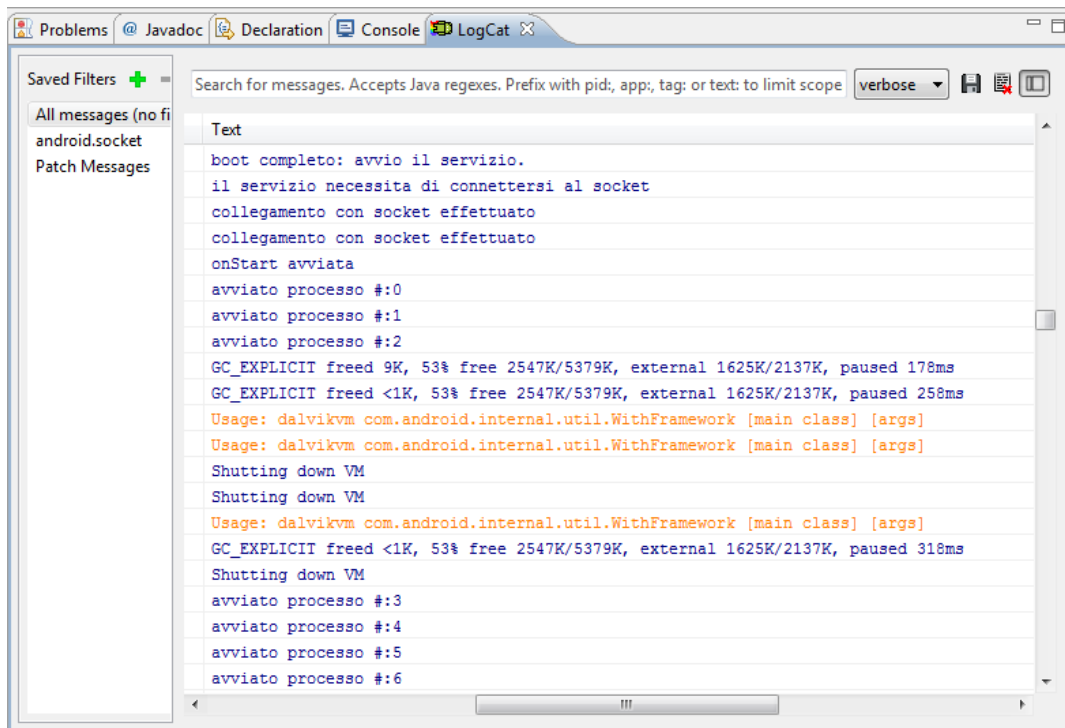 Problems @ Javadoc Declaration Console LogCat
Saved Filters
Search for messages. Accepts Java regexes. Prefix with pid:, app:, tag: or text: to limit scope verbose
All messages (no fi
android.socket
Patch Messages
Text
boot completo: avvio il servizio.
il servizio necessita di connettersi al socket
collegamento con socket effettuato
collegamento con socket effettuato
onStart avviata
avviato processo #:0
avviato processo #:1
avviato processo #:2
GC_EXPLICIT freed 9K, 53% free 2547K/5379K, external 1625K/2137K, paused 178ms
GC_EXPLICIT freed <1K, 53% free 2547K/5379K, external 1625K/2137K, paused 258ms
Usage: dalvikvm com.android.internal.util.WithFramework [main class] [args]
Usage: dalvikvm com.android.internal.util.WithFramework [main class] [args]
Shutting down VM
Shutting down VM
Usage: dalvikvm com.android.internal.util.WithFramework [main class] [args]
GC_EXPLICIT freed <1K, 53% free 2547K/5379K, external 1625K/2137K, paused 318ms
Shutting down VM
avviato processo #:3
avviato processo #:4
avviato processo #:5
avviato processo #:6